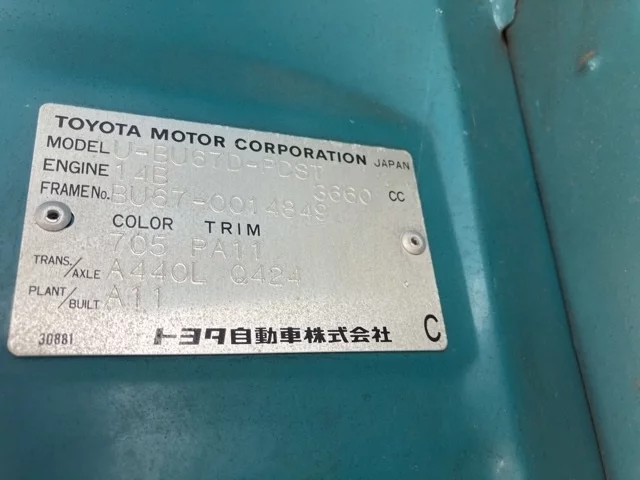 TOYOTA MOTOR CORPORATION JAPAN
MODEL U-BU67D-PDST
ENGINE 14B 3660 CC
FRAME No. BU67-0014849
COLOR TRIM
705 PA11
TRANS./AXLE A440L Q424
PLANT/BUILT A11
30881 トヨタ自動車株式会社 C